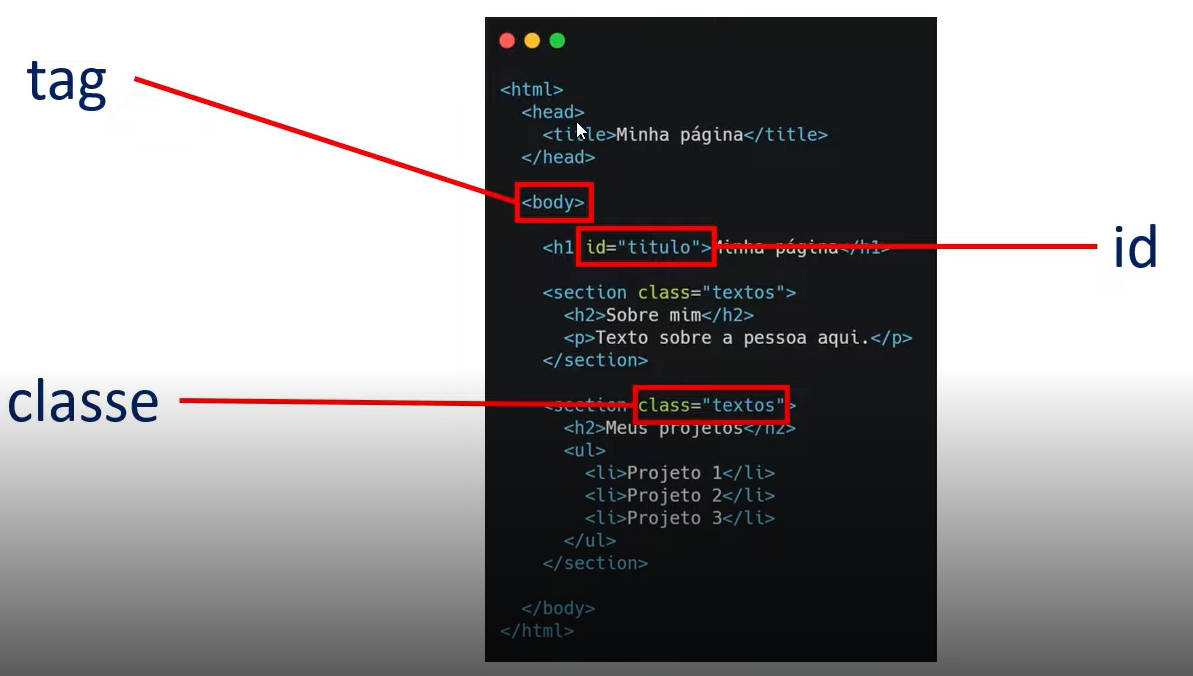 tag
<html>
<head>
<title>Minha página</title>
</head>
<body>
<h1 id="titulo">Minha página</h1>
id
<section class="textos">
<h2>Sobre mim</h2>
<p>Texto sobre a pessoa aqui.</p>
</section>
classe
<section class="textos">
<h2>Meus projetos</h2>
<ul>
<li>Projeto 1</li>
<li>Projeto 2</li>
<li>Projeto 3</li>
</ul>
</section>
</body>
</html>